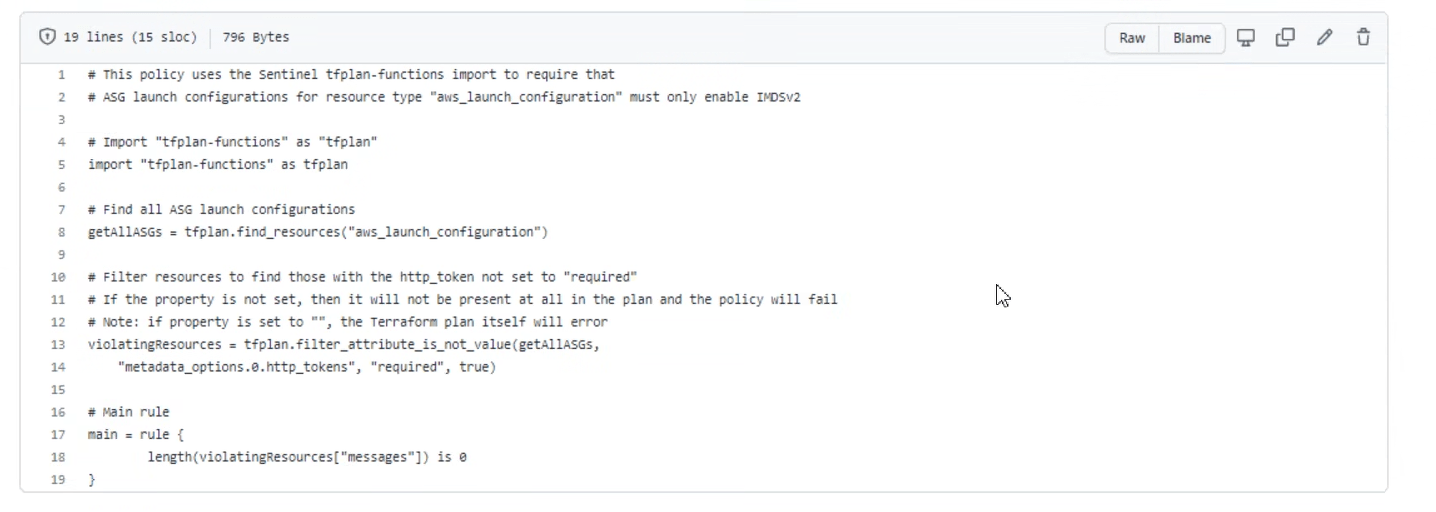 19 lines (15 sloc) 796 Bytes Raw Blame
1 # This policy uses the Sentinel tfplan-functions import to require that
2 # ASG launch configurations for resource type "aws_launch_configuration" must only enable IMDSv2
3
4 # Import "tfplan-functions" as "tfplan"
5 import "tfplan-functions" as tfplan
6
7 # Find all ASG launch configurations
8 getAllASGs = tfplan.find_resources("aws_launch_configuration")
9
10 # Filter resources to find those with the http_token not set to "required"
11 # If the property is not set, then it will not be present at all in the plan and the policy will fail
12 # Note: if property is set to "", the Terraform plan itself will error
13 violatingResources = tfplan.filter_attribute_is_not_value(getAllASGs,
14     "metadata_options.0.http_tokens", "required", true)
15
16 # Main rule
17 main = rule {
18         length(violatingResources["messages"]) is 0
19 }